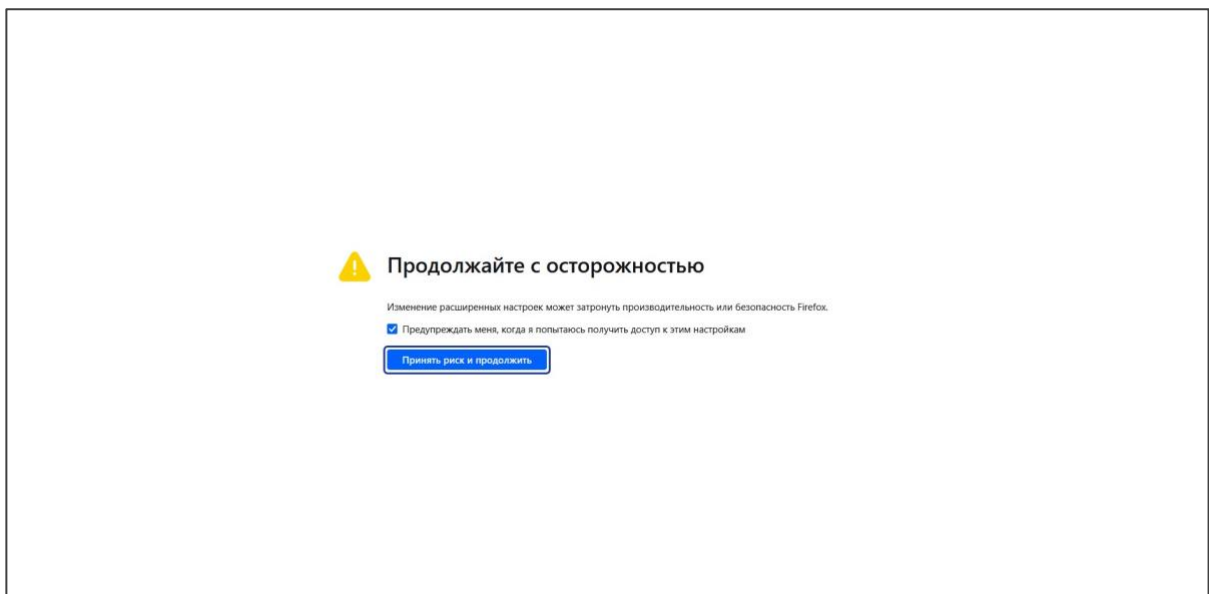 Продолжайте с осторожностью
Изменение расширенных настроек может затронуть производительность или безопасность Firefox.
Предупреждать меня, когда я попытаюсь получить доступ к этим настройкам
Принять риск и продолжить